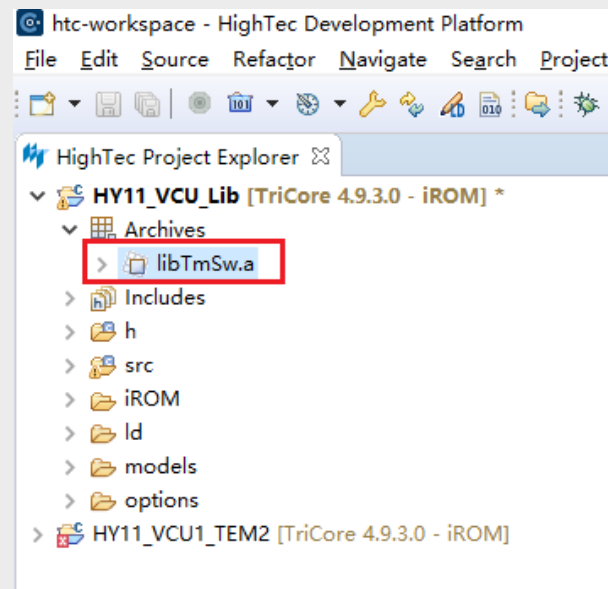 htc-workspace - HighTec Development Platform
File Edit Source Refactor Navigate Search Project
HighTec Project Explorer
HY11_VCU_Lib [TriCore 4.9.3.0 - iROM] *
Archives
libTmSw.a
Includes
h
src
iROM
ld
models
options
HY11_VCU1_TEM2 [TriCore 4.9.3.0 - iROM]